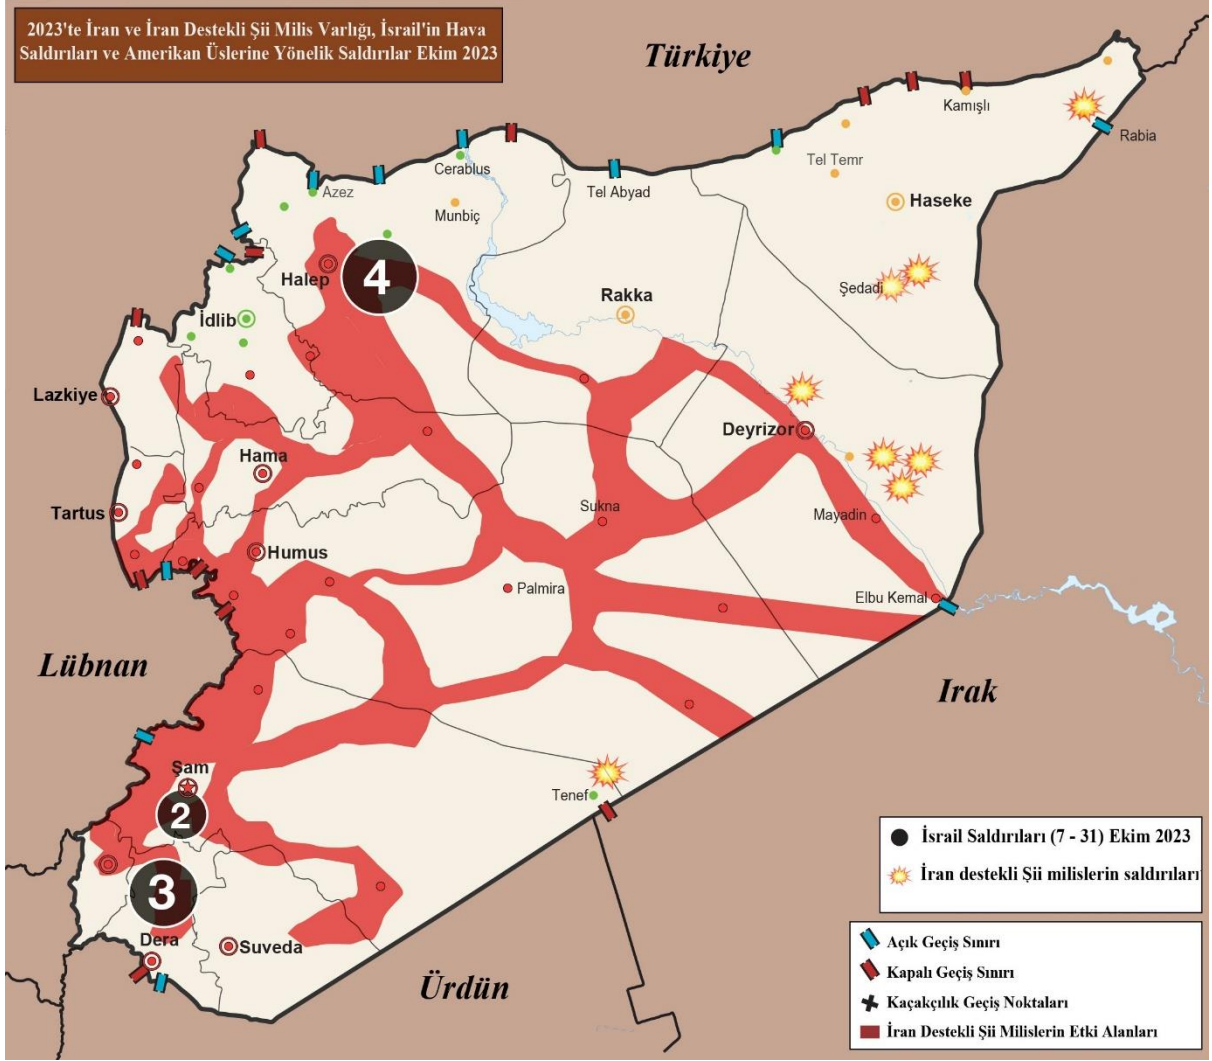 2023'te İran ve İran Destekli Şii Milis Varlığı, İsrail'in Hava
Saldırıları ve Amerikan Üslerine Yönelik Saldırılar Ekim 2023
Türkiye
Kamışlı
Rabia
Cerablus
Tel Temr
Azez
Tel Abyad
Munbiç
Haseke
Halep
4
Şedadi
Rakka
İdlib
Lazkiye
Deyrizor
Hama
Tartus
Sukna
Mayadin
Humus
Palmira
Elbu Kemal
Lübnan
Irak
Şam
2
Tenef
3
Dera
Suveda
Ürdün
İsrail Saldırıları (7 - 31) Ekim 2023
İran destekli Şii milislerin saldırıları
Açık Geçiş Sınırı
Kapalı Geçiş Sınırı
Kaçakçılık Geçiş Noktaları
İran Destekli Şii Milislerin Etki Alanları